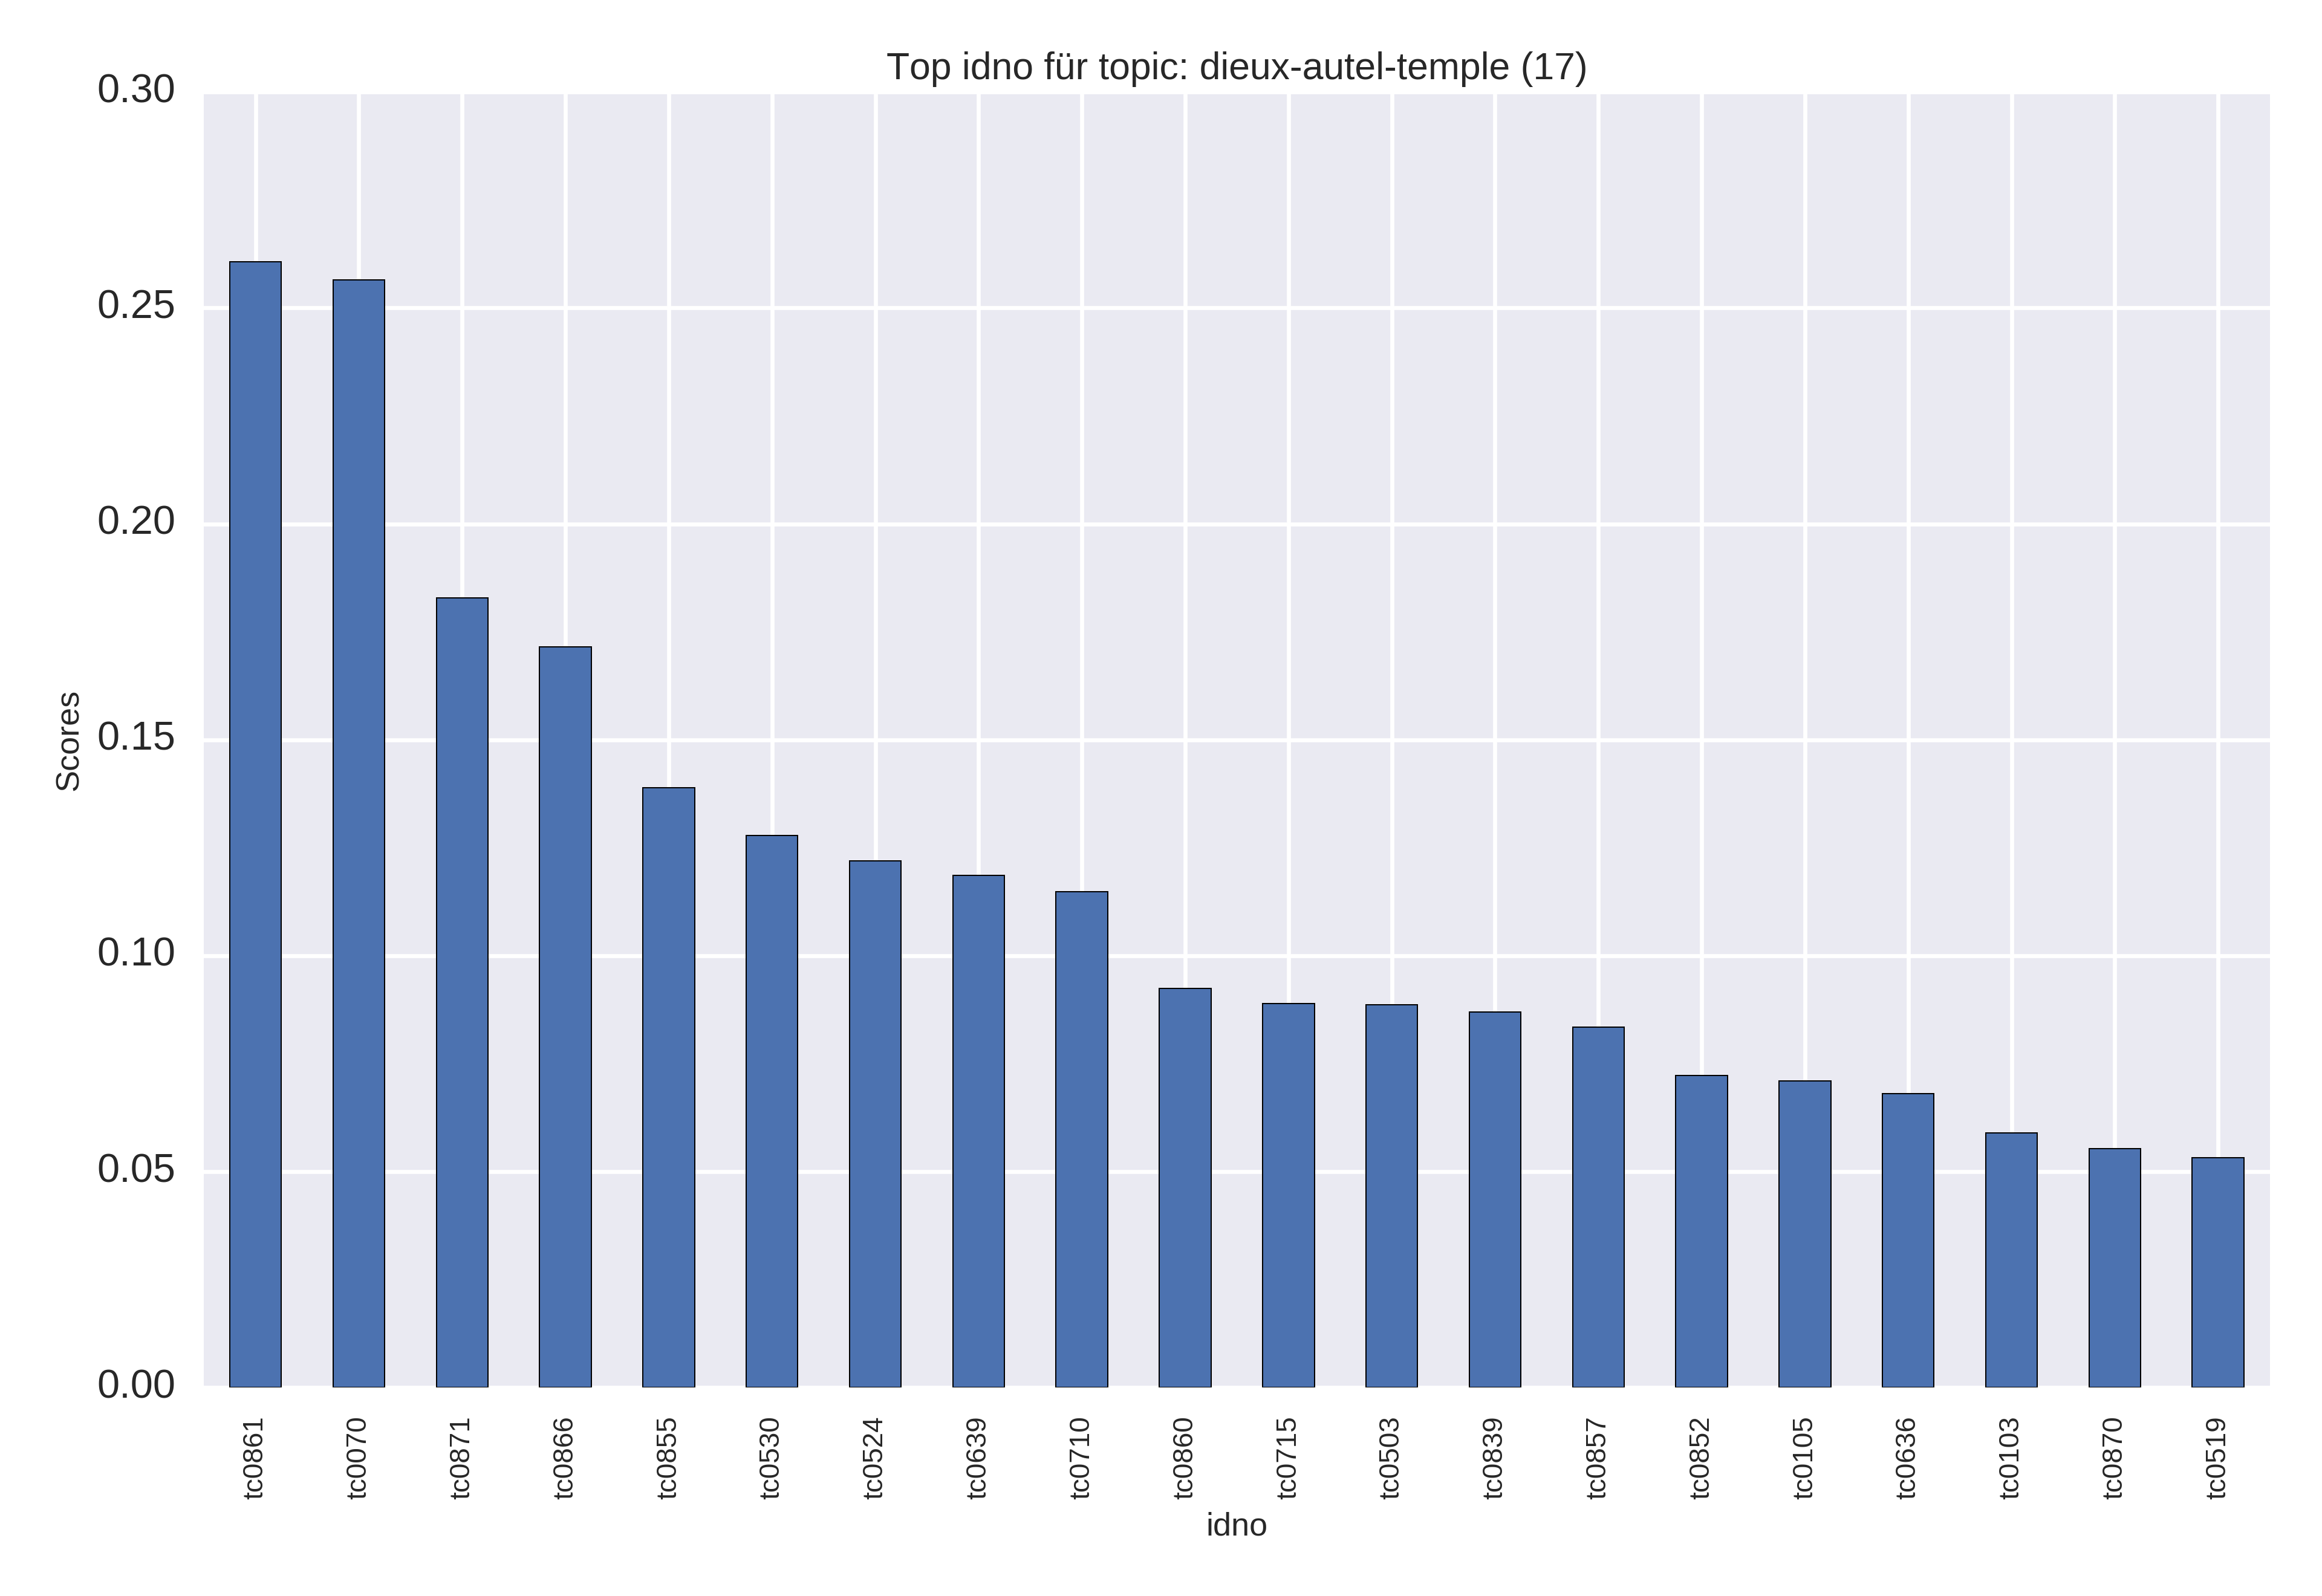 Top idno für topic: dieux-autel-temple (17)
0.30
0.25
0.20
0.15
0.10
0.05
0.00
Scores
tc0861
tc0070
tc0871
tc0866
tc0855
tc0530
tc0524
tc0639
tc0710
tc0860
tc0715
tc0503
tc0839
tc0857
tc0852
tc0105
tc0636
tc0103
tc0870
tc0519
idno